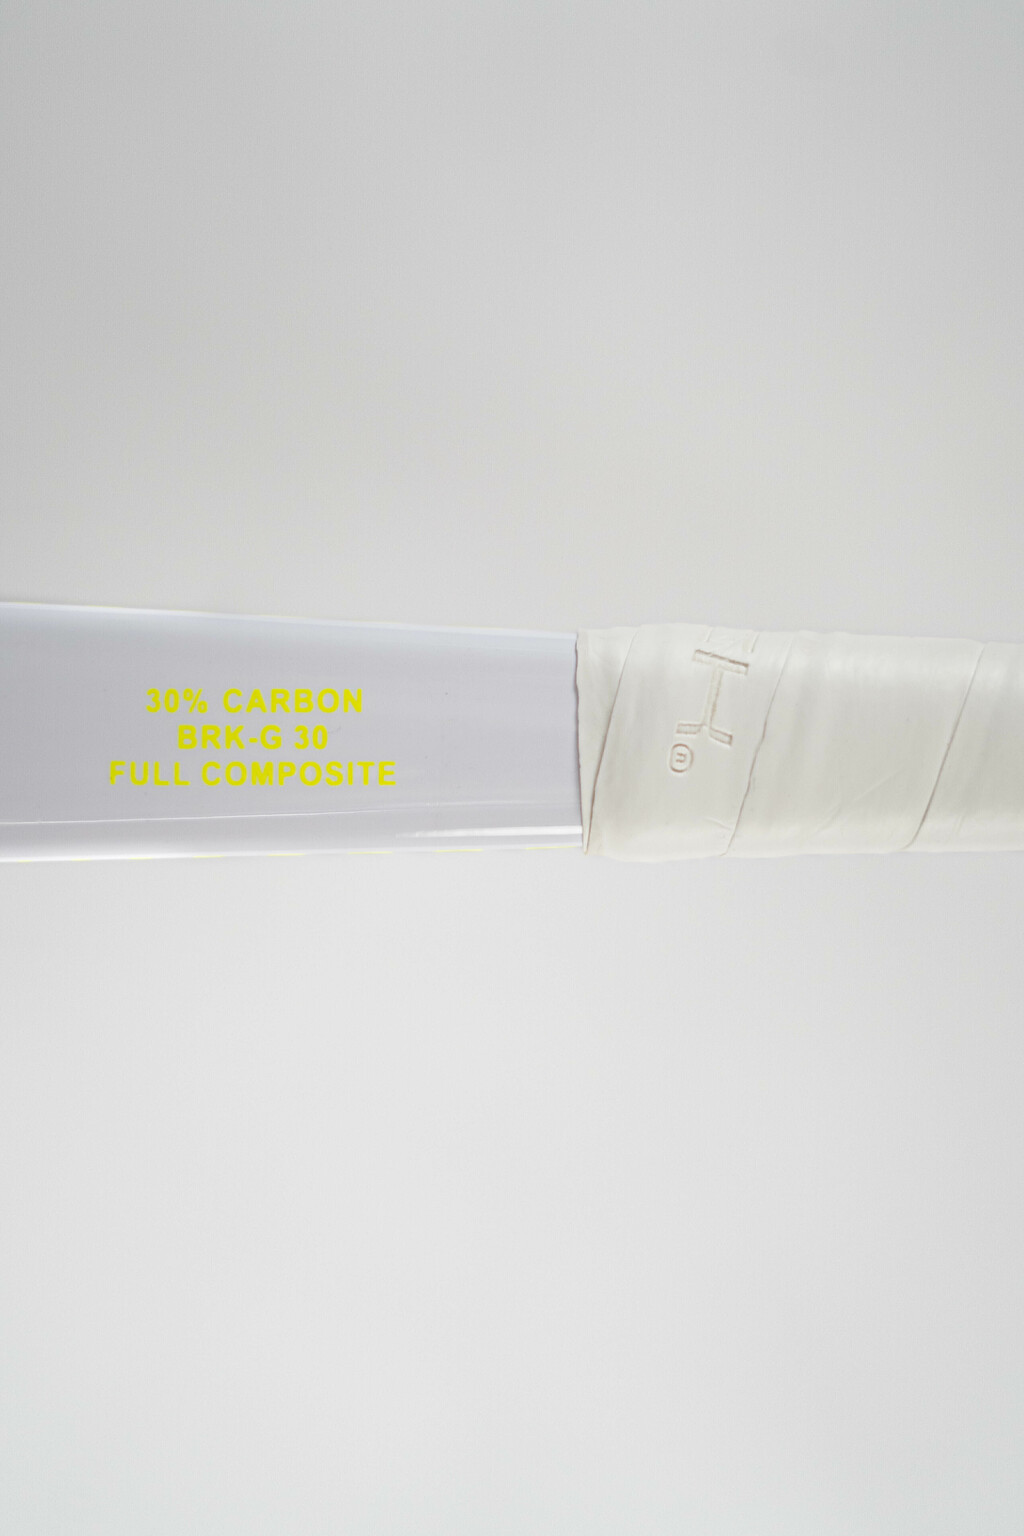 30% CARBON
BRK-G 30
FULL COMPOSITE
H
®